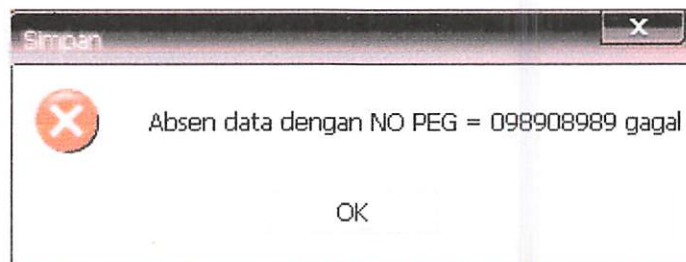 Simpan
Absen data dengan NO PEG = 098908989 gagal
OK